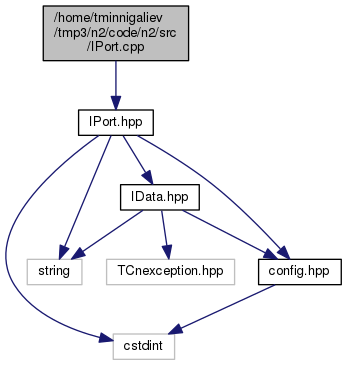 /home/tminnigaliev
/tmp3/n2/code/n2/src
/IPort.cpp
IPort.hpp
IData.hpp
string
TCnexception.hpp
config.hpp
cstdint